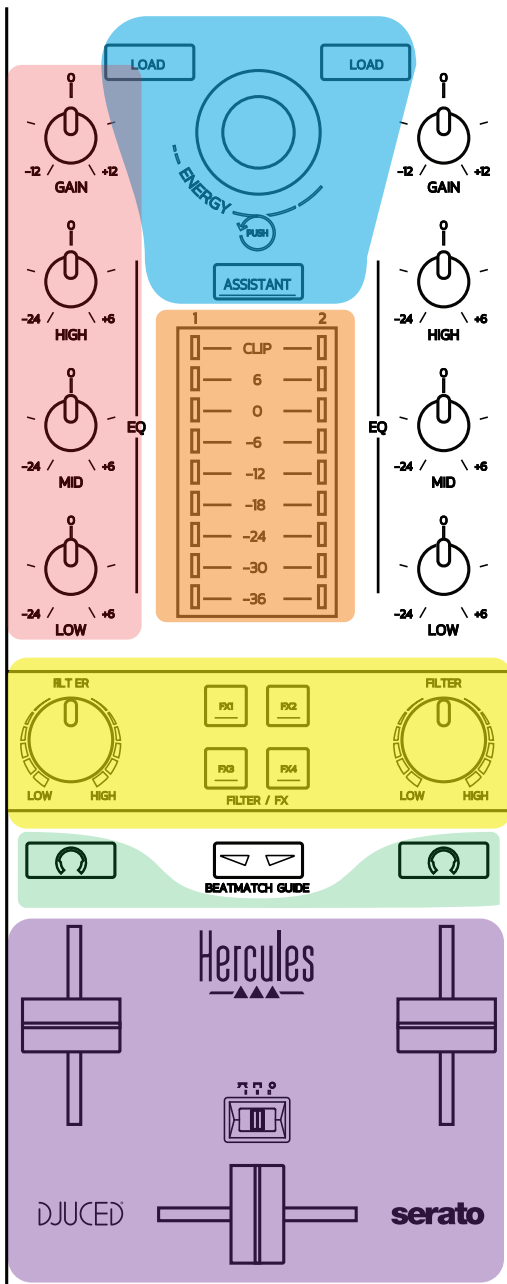 LOAD LOAD
0 0
-12 +12 -12 +12
GAIN GAIN
ENERGY
PUSH
0 0
ASSISTANT
-24 +6 -24 +6
HIGH HIGH
1 2
CLIP
6
0 0 0
EQ EQ
-6
-24 +6 -12 -24 +6
MID MID
-18
0 0
-24
-30
-36
-24 +6 -24 +6
LOW LOW
FILTER FILTER
FX1 FX2
FX3 FX4
LOW HIGH LOW HIGH
FILTER / FX
BEATMATCH GUIDE
Hercules
DJUCED serato